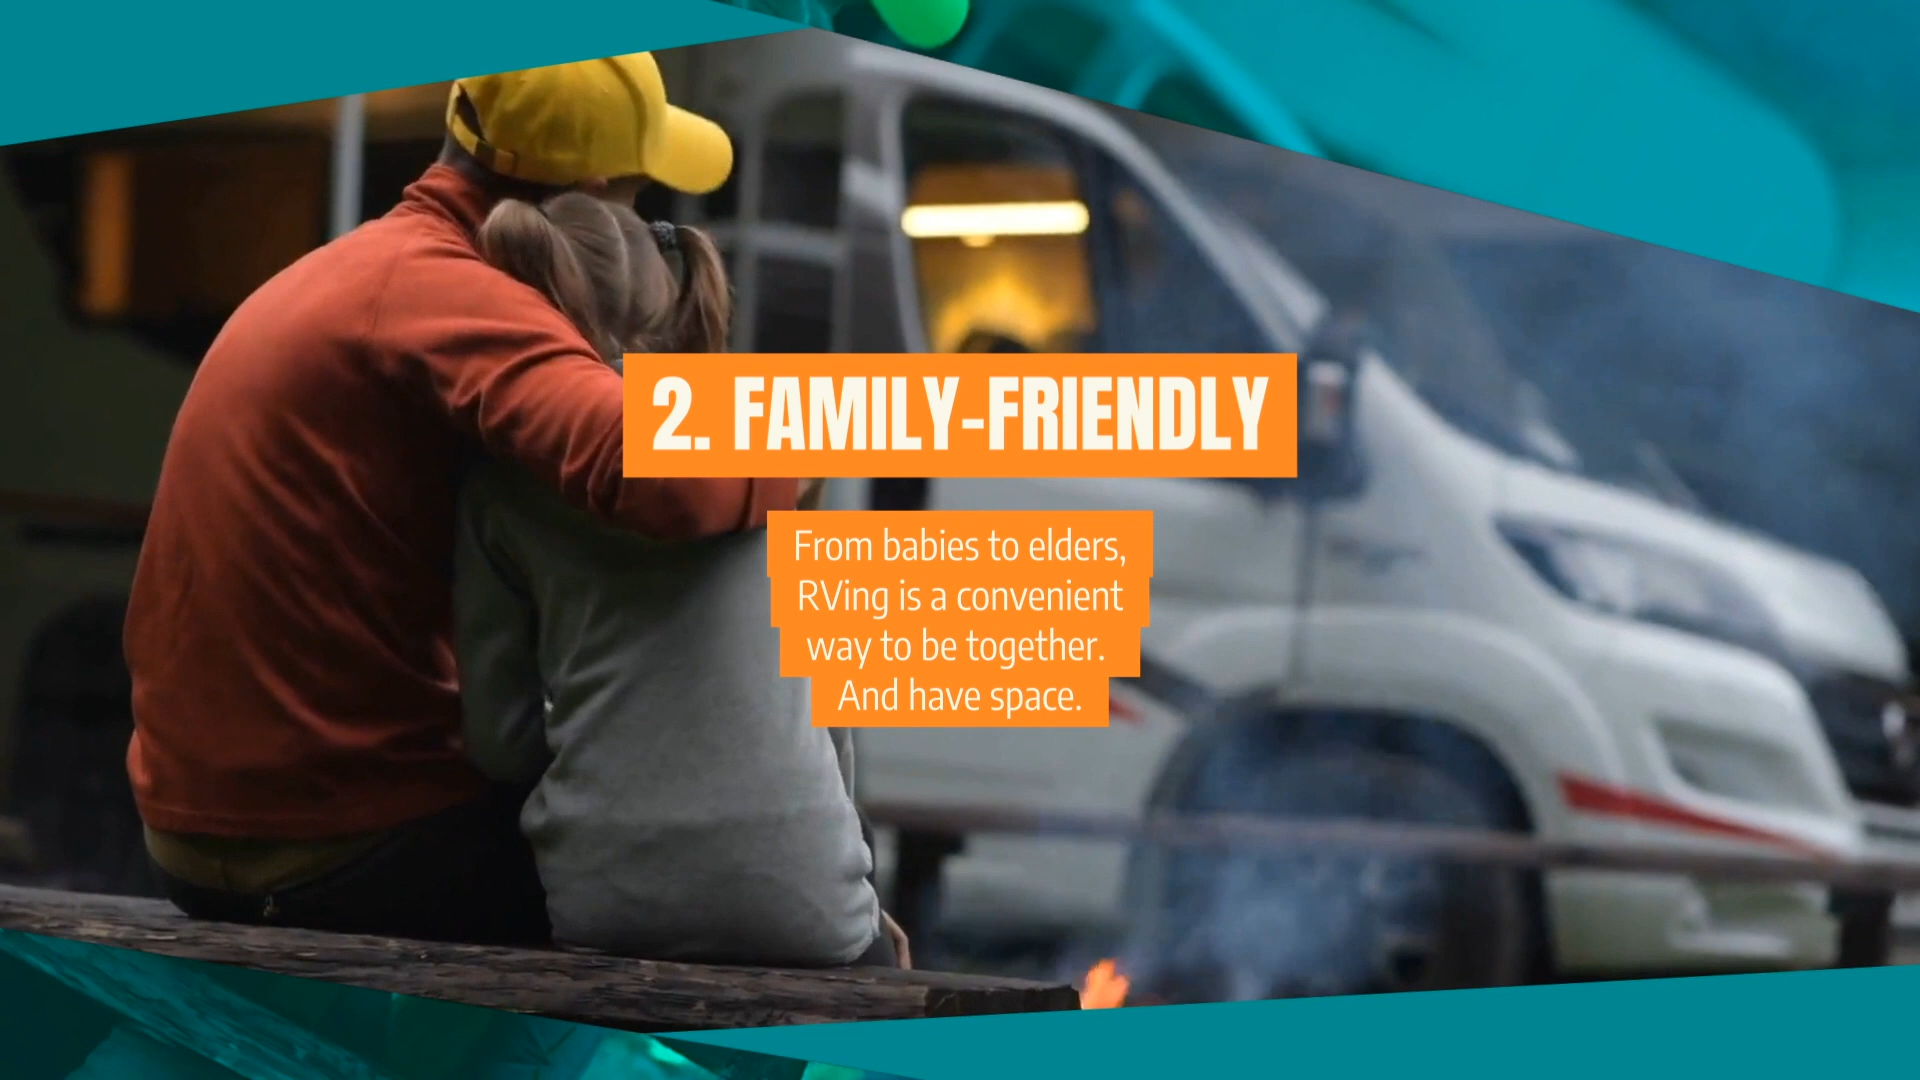 2. FAMILY-FRIENDLY
From babies to elders,
RVing is a convenient
way to be together.
And have space.